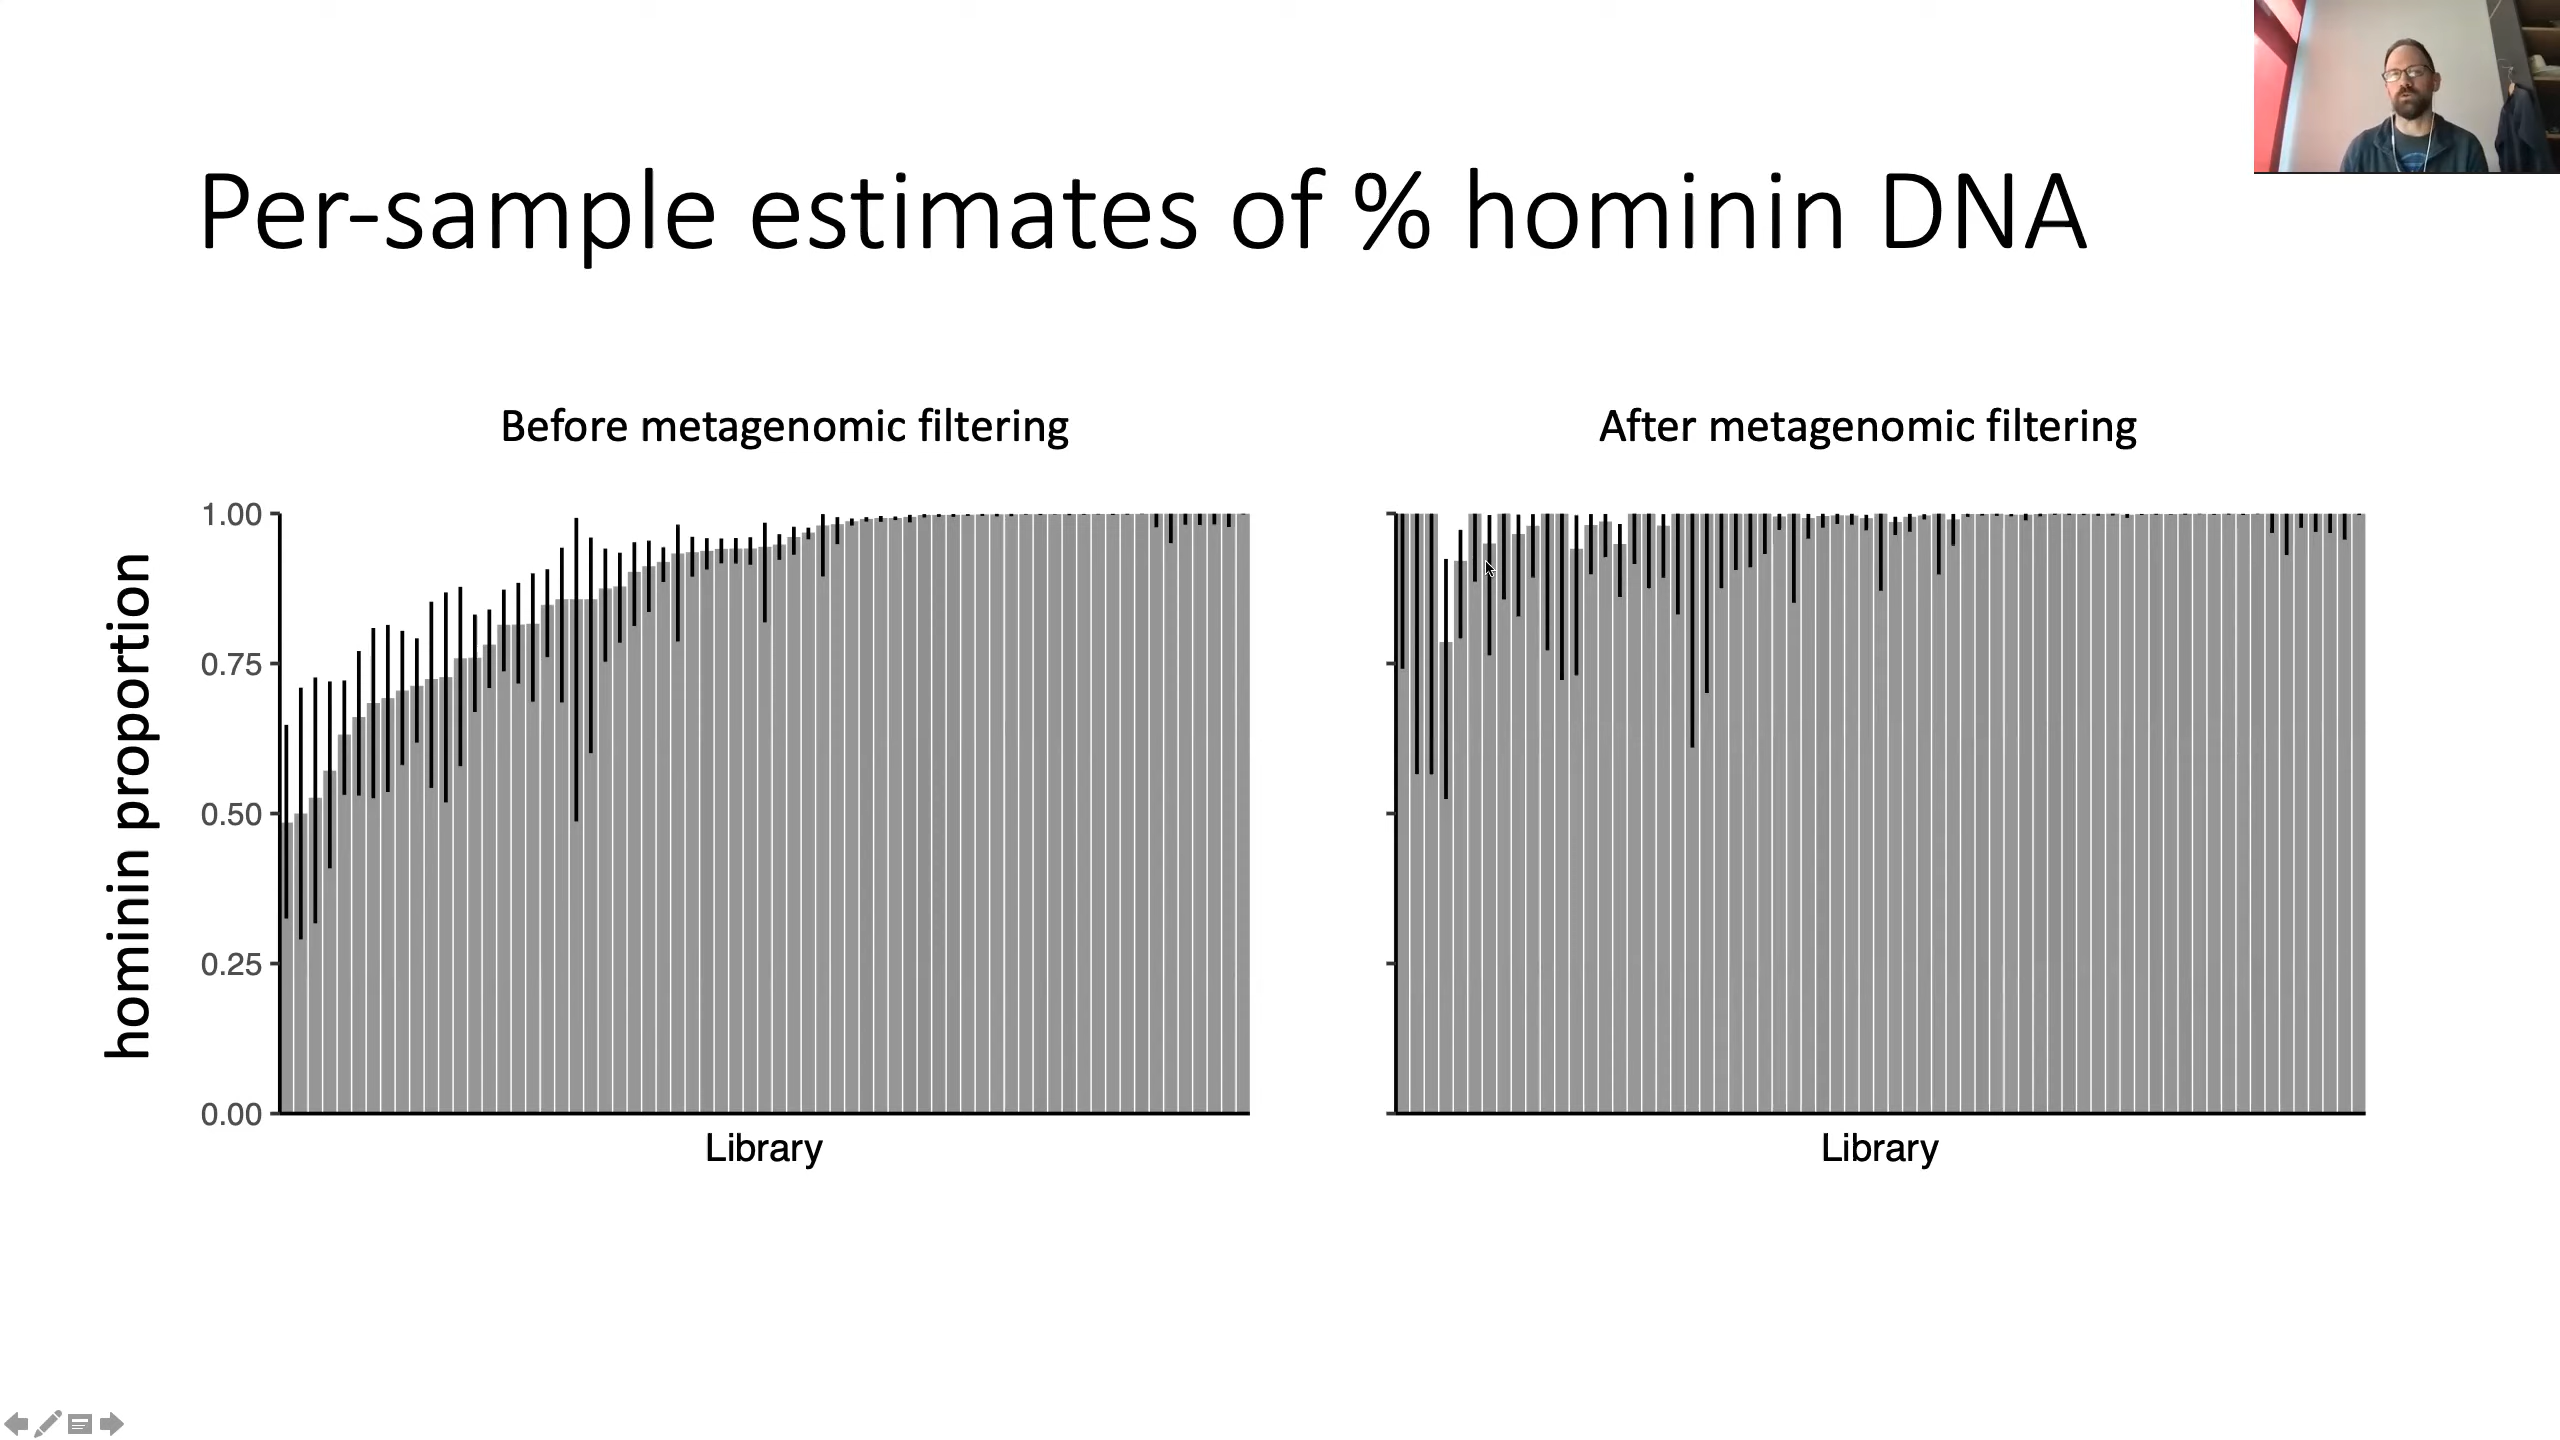 Per-sample estimates of % hominin DNA
Before metagenomic filtering
After metagenomic filtering
hominin proportion
1.00
0.75
0.50
0.25
0.00
Library
Library